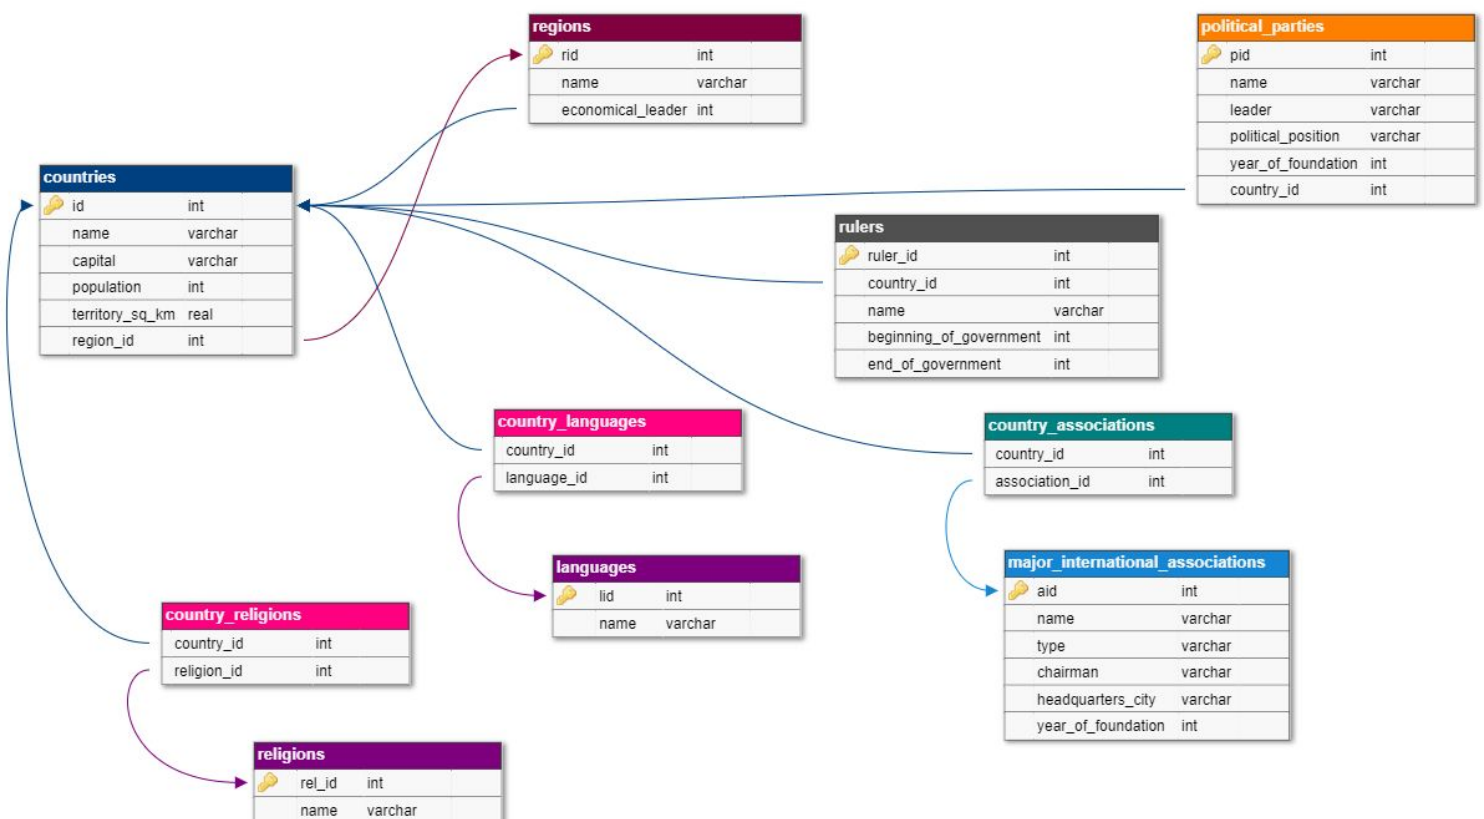 regions
rid int
name varchar
economical_leader int
political_parties
pid int
name varchar
leader varchar
political_position varchar
year_of_foundation int
country_id int
countries
id int
name varchar
capital varchar
population int
territory_sq_km real
region_id int
rulers
ruler_id int
country_id int
name varchar
beginning_of_government int
end_of_government int
country_languages
country_id int
language_id int
country_associations
country_id int
association_id int
languages
lid int
name varchar
major_international_associations
aid int
name varchar
type varchar
chairman varchar
headquarters_city varchar
year_of_foundation int
country_religions
country_id int
religion_id int
religions
rel_id int
name varchar